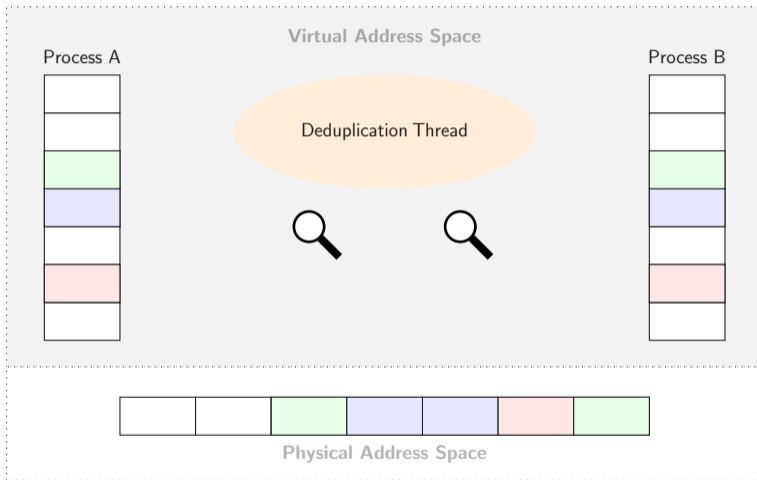 Virtual Address Space
Process A
Process B
Deduplication Thread
Physical Address Space